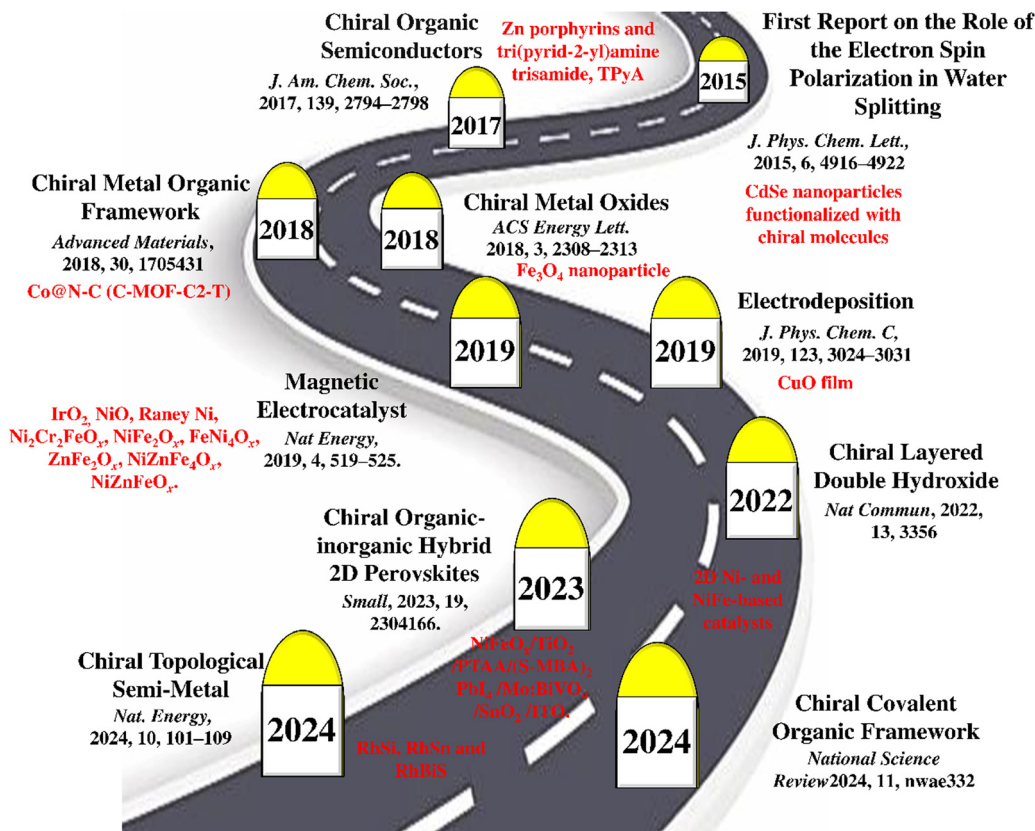 First Report on the Role of
the Electron Spin
Polarization in Water
Splitting
J. Phys. Chem. Lett.,
2015, 6, 4916–4922
CdSe nanoparticles
functionalized with
chiral molecules
2015
Chiral Organic
Semiconductors
J. Am. Chem. Soc.,
2017, 139, 2794–2798
Zn porphyrins and
tri(pyrid-2-yl)amine
trisamide, TPyA
2017
Chiral Metal Organic
Framework
Advanced Materials,
2018, 30, 1705431
Co@N-C (C-MOF-C2-T)
2018
2018
Chiral Metal Oxides
ACS Energy Lett.
2018, 3, 2308–2313
Fe₃O₄ nanoparticle
2019
Magnetic
Electrocatalyst
Nat Energy,
2019, 4, 519–525.
IrO₂, NiO, Raney Ni,
Ni₂Cr₂FeOₓ, NiFe₂Oₓ, FeNi₄Oₓ,
ZnFe₂Oₓ, NiZnFe₄Oₓ,
NiZnFeOₓ.
2019
Electrodeposition
J. Phys. Chem. C,
2019, 123, 3024–3031
CuO film
2022
Chiral Layered
Double Hydroxide
Nat Commun, 2022,
13, 3356
2D Ni- and
NiFe-based
catalysts
Chiral Organic-
inorganic Hybrid
2D Perovskites
Small, 2023, 19,
2304166.
2023
NiFeOₓ/TiO₂
/PTAA/(S-MBA)₂
PbI₄/Mo:BiVO₄
/SnO₂/ITO.
Chiral Topological
Semi-Metal
Nat. Energy,
2024, 10, 101–109
2024
RhSi, RhSn and
RhBiS
2024
Chiral Covalent
Organic Framework
National Science
Review2024, 11, nwae332